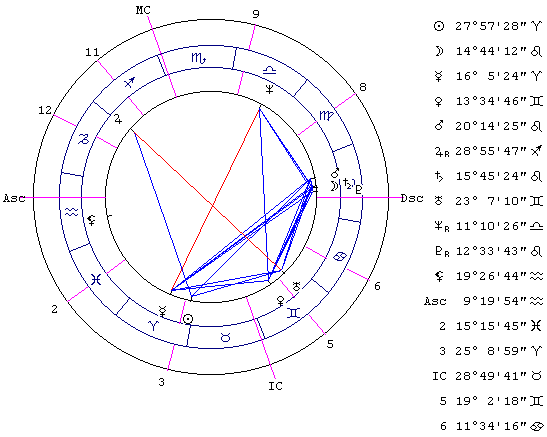 MC
9
11
8
12
Asc
Dsc
2
6
3
5
IC
☉ 27°57'28" ♈
☽ 14°44'12" ♌
☿ 16° 5'24" ♈
♀ 13°34'46" ♊
♂ 20°14'25" ♌
♃R 28°55'47" ♐
♄ 15°45'24" ♌
♅ 23° 7'10" ♊
♆R 11°10'26" ♎
♇R 12°33'43" ♌
⚸ 19°26'44" ♒
Asc 9°19'54" ♒
2 15°15'45" ♓
3 25° 8'59" ♈
IC 28°49'41" ♉
5 19° 2'18" ♊
6 11°34'16" ♋